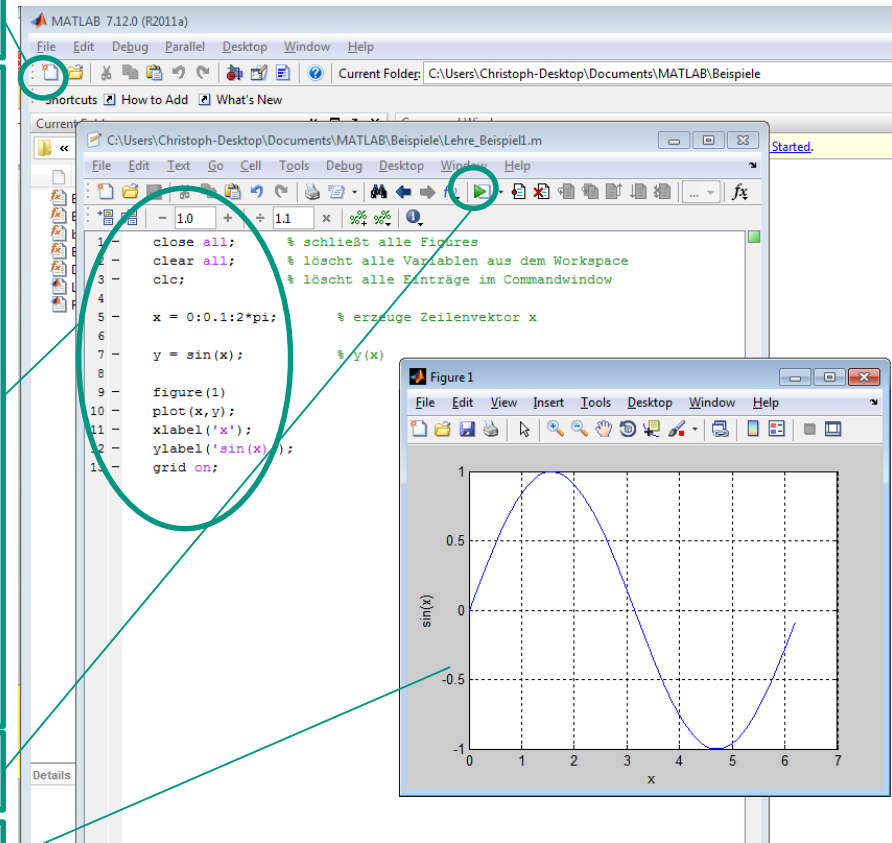 MATLAB 7.12.0 (R2011a)
File Edit Debug Parallel Desktop Window Help
Current Folder: C:\Users\Christoph-Desktop\Documents\MATLAB\Beispiele
Shortcuts How to Add What's New
Current
Started.
C:\Users\Christoph-Desktop\Documents\MATLAB\Beispiele\Lehre_Beispiel1.m
File Edit Text Go Cell Tools Debug Desktop Window Help
fx
- 1.0 + ÷ 1.1 ×
1 - close all; % schließt alle Figures
2 - clear all; % löscht alle Variablen aus dem Workspace
3 - clc; % löscht alle Einträge im Commandwindow
4
5 - x = 0:0.1:2*pi; % erzeuge Zeilenvektor x
6
7 - y = sin(x); % y(x)
8
9 - figure(1)
10 - plot(x,y);
11 - xlabel('x');
12 - ylabel('sin(x)');
13 - grid on;
Figure 1
File Edit View Insert Tools Desktop Window Help
1
0.5
0
-0.5
-1
sin(x)
0 1 2 3 4 5 6 7
x
Details